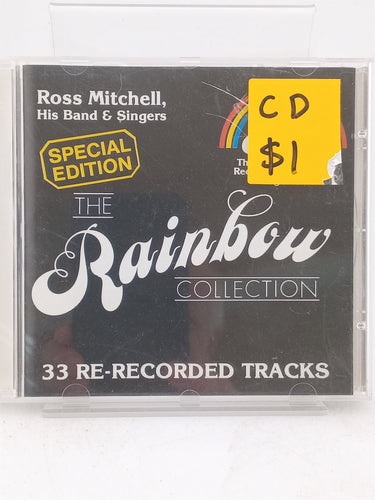 Ross Mitchell,
His Band & Singers
SPECIAL
EDITION
CD
$1
THE
Rainbow
COLLECTION
33 RE-RECORDED TRACKS